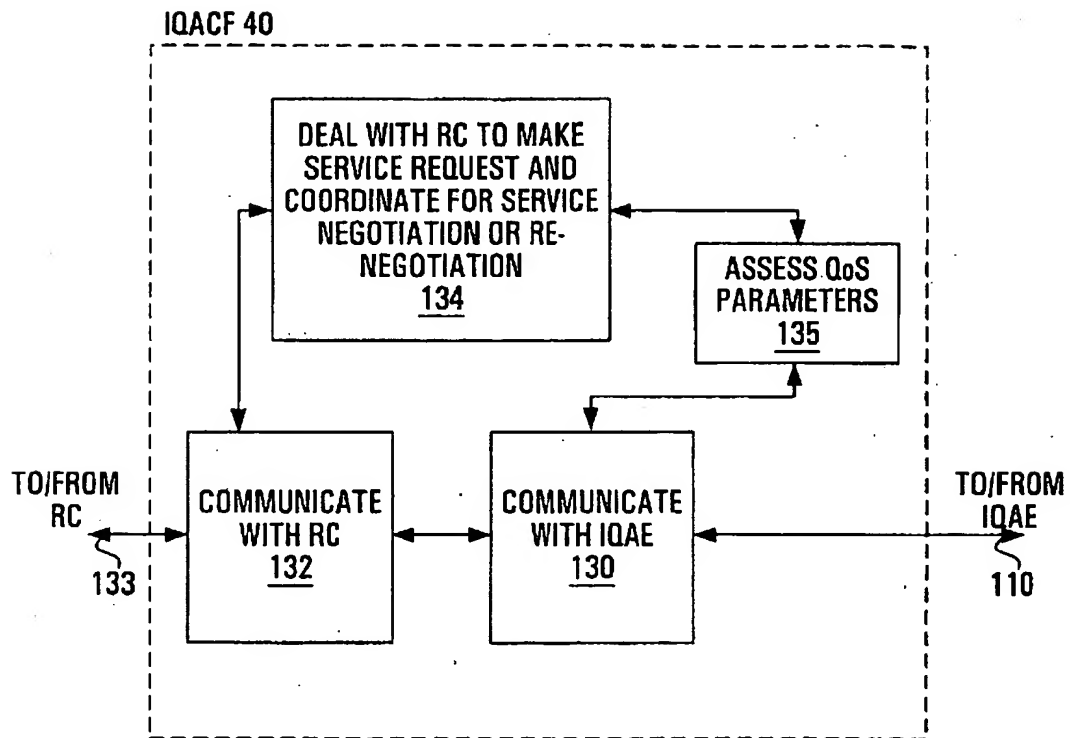 IQACF 40
DEAL WITH RC TO MAKE
SERVICE REQUEST AND
COORDINATE FOR SERVICE
NEGOTIATION OR RE-
NEGOTIATION
134
ASSESS QoS
PARAMETERS
135
TO/FROM
RC
133
COMMUNICATE
WITH RC
132
COMMUNICATE
WITH IQAE
130
TO/FROM
IQAE
110